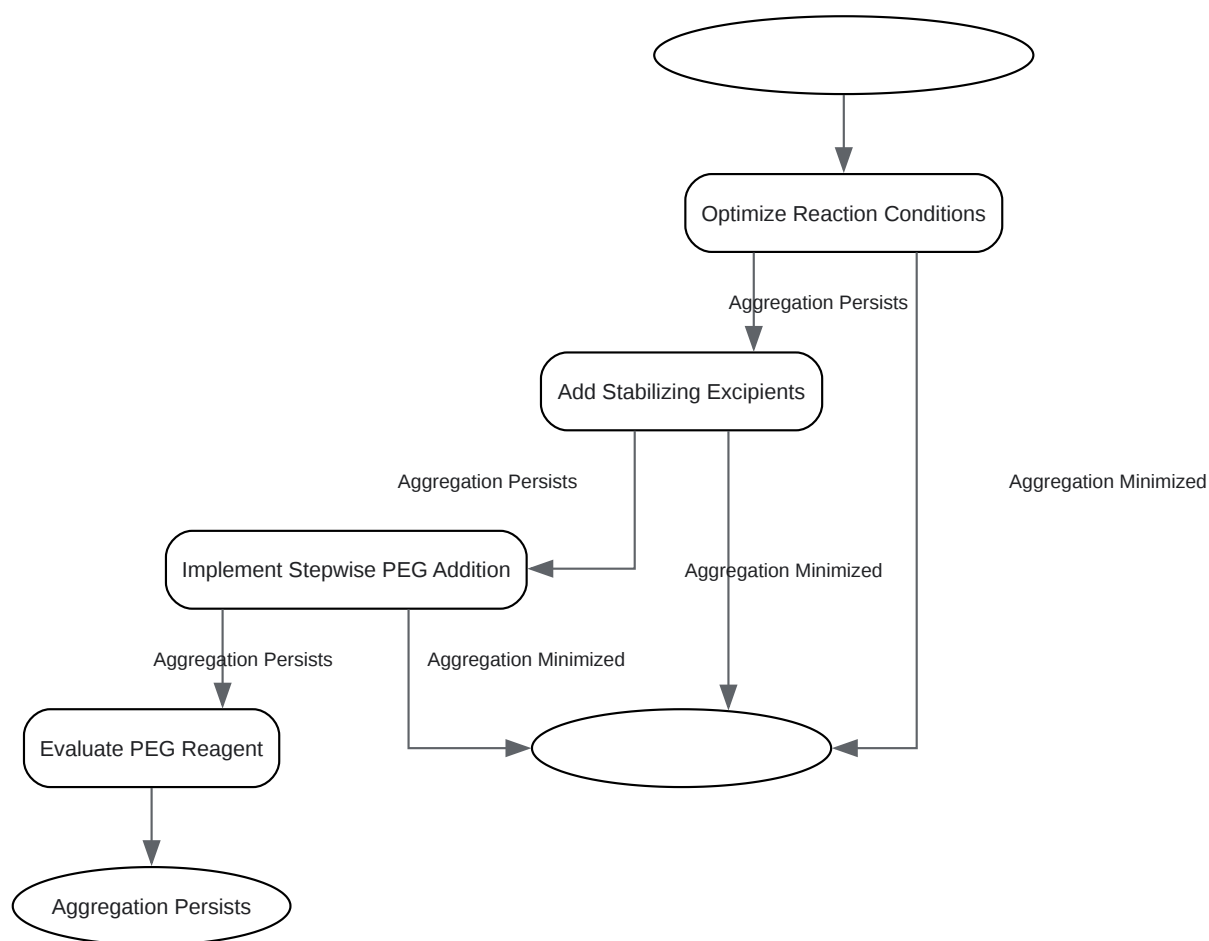 Optimize Reaction Conditions
Aggregation Persists
Add Stabilizing Excipients
Aggregation Persists
Aggregation Minimized
Implement Stepwise PEG Addition
Aggregation Minimized
Aggregation Persists
Aggregation Minimized
Evaluate PEG Reagent
Aggregation Persists